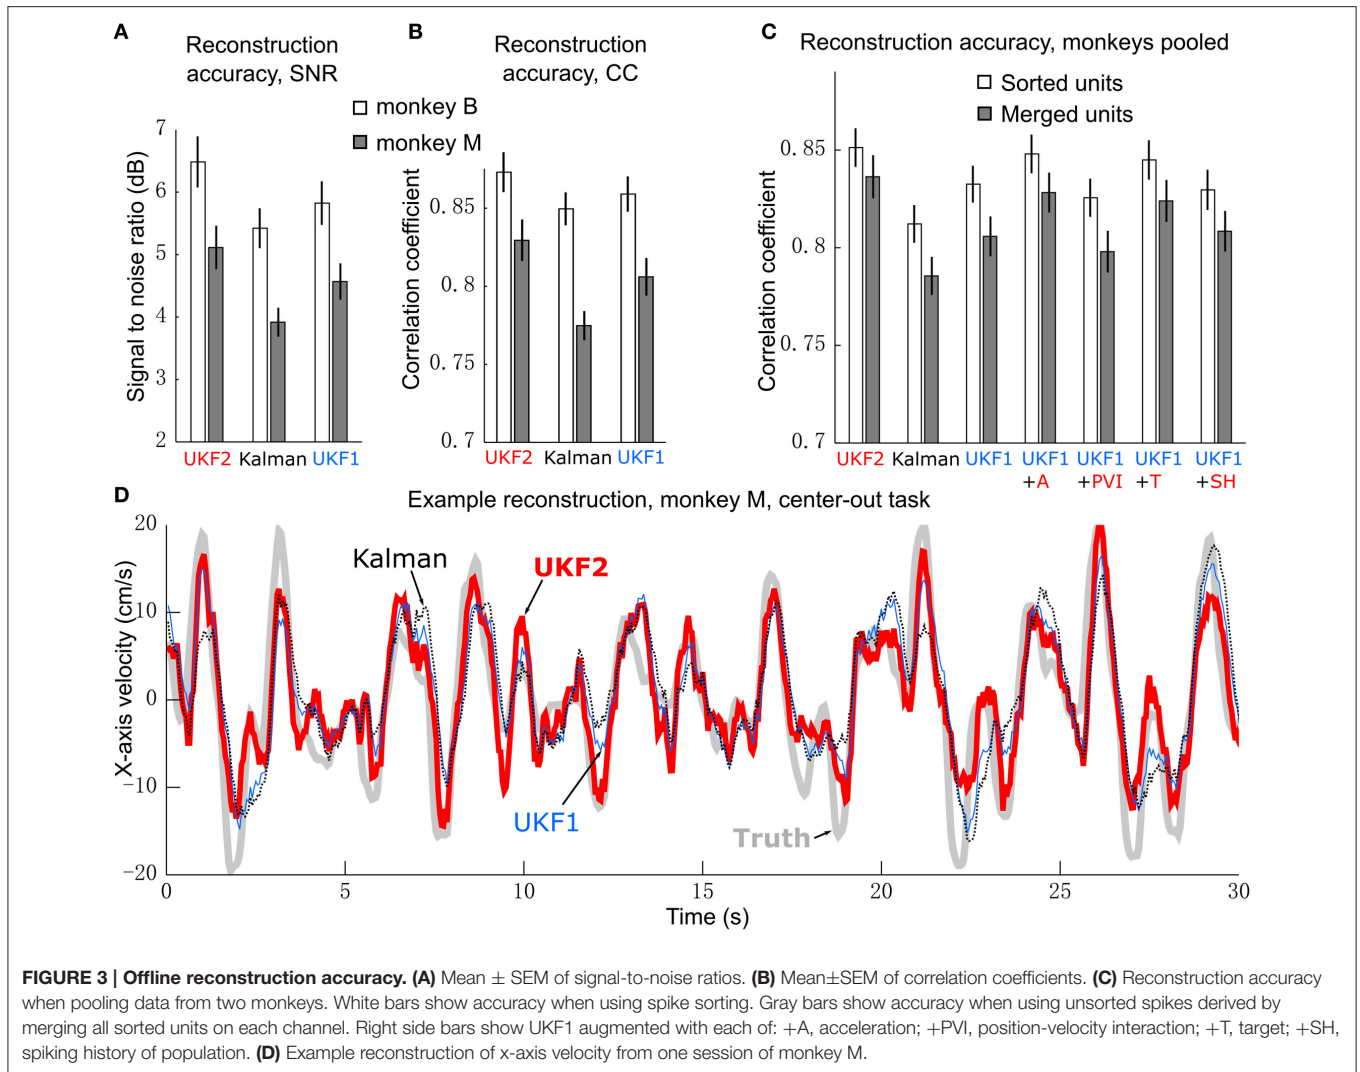 A
Reconstruction
accuracy, SNR
B
Reconstruction
accuracy, CC
C
Reconstruction accuracy, monkeys pooled
monkey B
monkey M
Sorted units
Merged units
Signal to noise ratio (dB)
7
6
5
4
3
2
UKF2 Kalman UKF1
Correlation coefficient
0.85
0.8
0.75
0.7
UKF2 Kalman UKF1
Correlation coefficient
0.85
0.8
0.75
0.7
UKF2 Kalman UKF1 UKF1 UKF1 UKF1 UKF1
+A +PVI +T +SH
D
Example reconstruction, monkey M, center-out task
X-axis velocity (cm/s)
20
10
0
−10
−20
Kalman
UKF2
UKF1
Truth
0 5 10 15 20 25 30
Time (s)
FIGURE 3 | Offline reconstruction accuracy. (A) Mean ± SEM of signal-to-noise ratios. (B) Mean±SEM of correlation coefficients. (C) Reconstruction accuracy
when pooling data from two monkeys. White bars show accuracy when using spike sorting. Gray bars show accuracy when using unsorted spikes derived by
merging all sorted units on each channel. Right side bars show UKF1 augmented with each of: +A, acceleration; +PVI, position-velocity interaction; +T, target; +SH,
spiking history of population. (D) Example reconstruction of x-axis velocity from one session of monkey M.